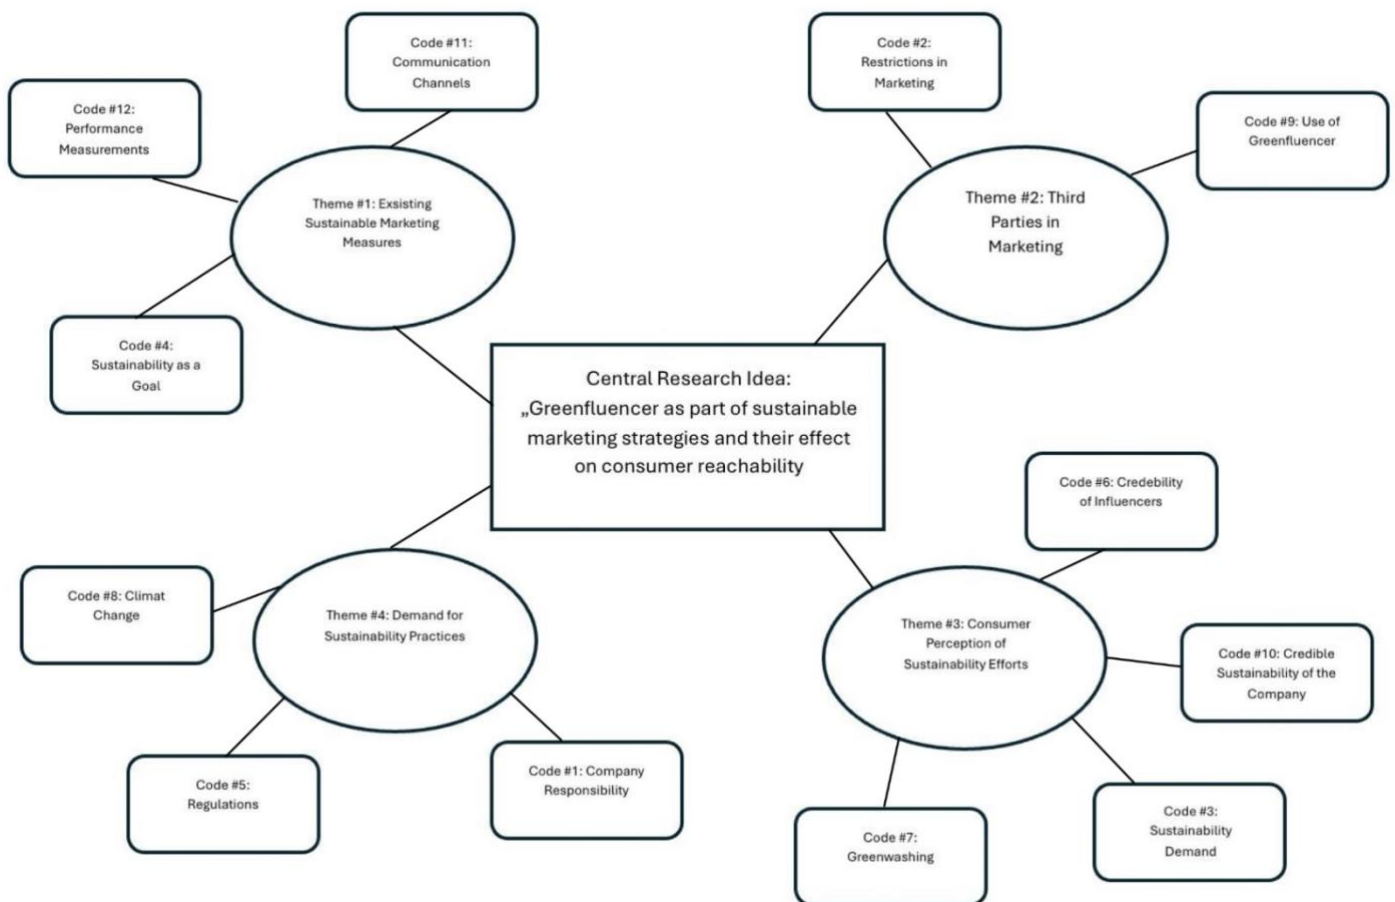 Code #11:
Communication
Channels
Code #2:
Restrictions in
Marketing
Code #12:
Performance
Measurements
Code #9: Use of
Greenfluencer
Theme #1: Exsisting
Sustainable Marketing
Measures
Theme #2: Third
Parties in
Marketing
Code #4:
Sustainability as a
Goal
Central Research Idea:
„Greenfluencer as part of sustainable
marketing strategies and their effect
on consumer reachability
Code #6: Credebility
of Influencers
Code #8: Climat
Change
Theme #4: Demand for
Sustainability Practices
Theme #3: Consumer
Perception of
Sustainability Efforts
Code #10: Credible
Sustainability of the
Company
Code #5:
Regulations
Code #1: Company
Responsibility
Code #7:
Greenwashing
Code #3:
Sustainability
Demand